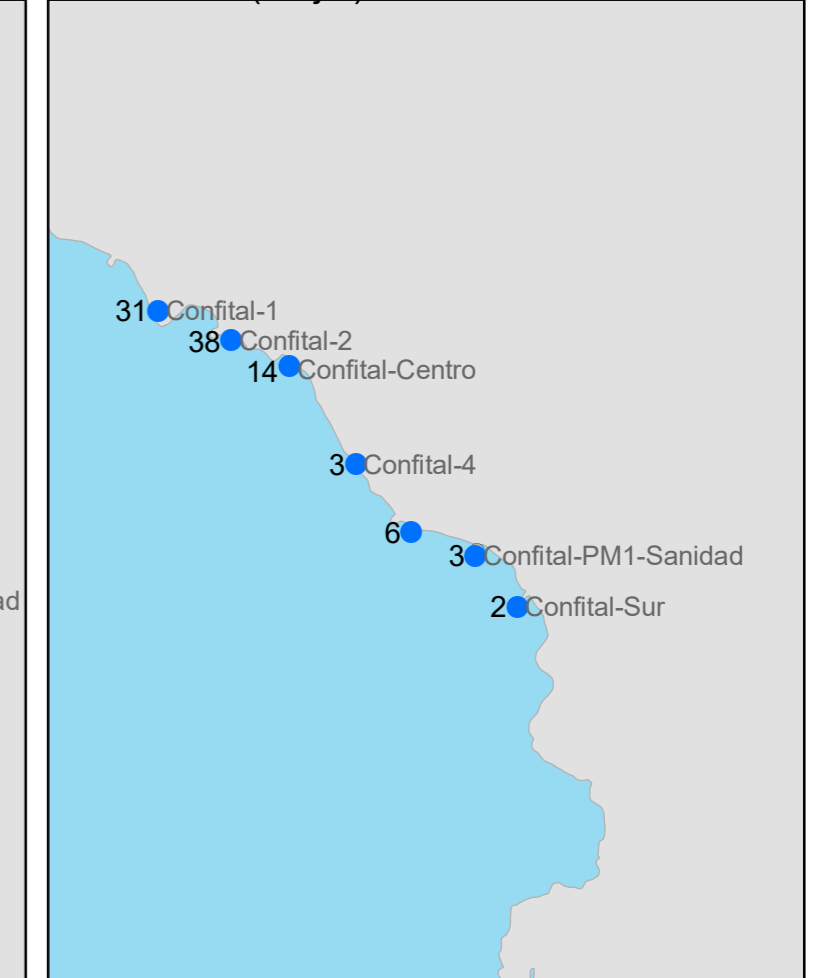 31 Confital-1
38 Confital-2
14 Confital-Centro
3 Confital-4
6
3 Confital-PM1-Sanidad
ad
2 Confital-Sur